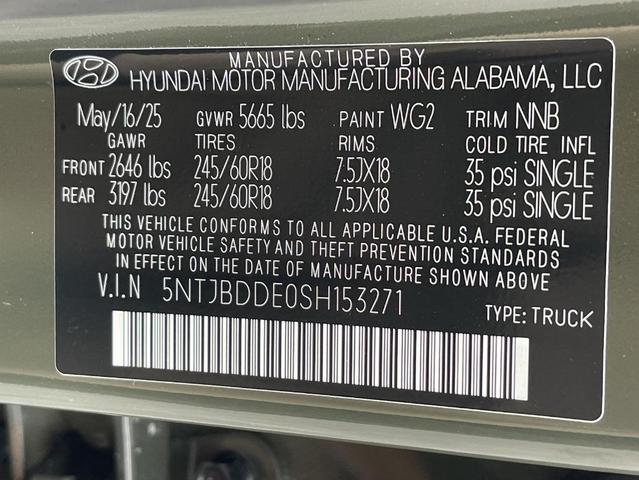 MANUFACTURED BY
HYUNDAI MOTOR MANUFACTURING ALABAMA, LLC
May/16/25 GVWR 5665 lbs PAINT WG2 TRIM NNB
GAWR TIRES RIMS COLD TIRE INFL
FRONT 2646 lbs 245/60R18 7.5JX18 35 psi SINGLE
REAR 3197 lbs 245/60R18 7.5JX18 35 psi SINGLE
THIS VEHICLE CONFORMS TO ALL APPLICABLE U.S.A. FEDERAL
MOTOR VEHICLE SAFETY AND THEFT PREVENTION STANDARDS
IN EFFECT ON THE DATE OF MANUFACTURE SHOWN ABOVE
V.I.N 5NTJBDDE0SH153271
TYPE: TRUCK